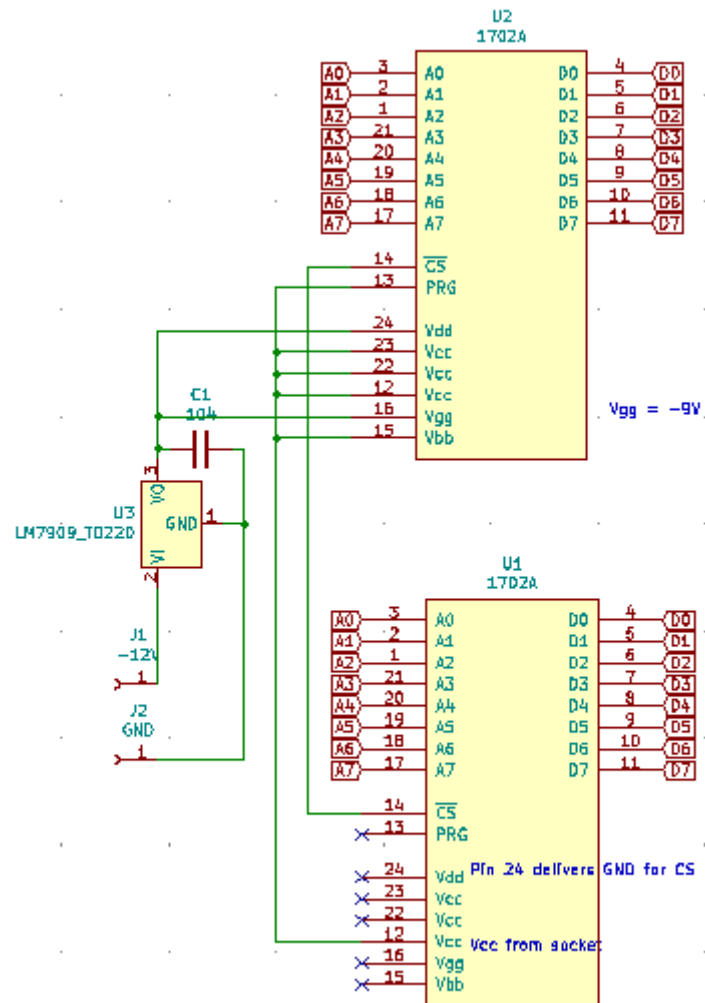 U2
1702A
A0 3 A0 D0 4 D0
A1 2 A1 D1 5 D1
A2 1 A2 D2 6 D2
A3 21 A3 D3 7 D3
A4 20 A4 D4 8 D4
A5 19 A5 D5 9 D5
A6 18 A6 D6 10 D6
A7 17 A7 D7 11 D7
14 CS
13 PRG
24 Vdd
23 Vcc
22 Vcc
12 Vcc
16 Vgg
15 Vbb
Vgg = -9V
C1
104
U3
LM7909_TO220
3 VO
GND 1
VI 2
J1
-12V
1
J2
GND
1
U1
1702A
A0 3 A0 D0 4 D0
A1 2 A1 D1 5 D1
A2 1 A2 D2 6 D2
A3 21 A3 D3 7 D3
A4 20 A4 D4 8 D4
A5 19 A5 D5 9 D5
A6 18 A6 D6 10 D6
A7 17 A7 D7 11 D7
14 CS
13 PRG
24 Vdd Pin 24 delivers GND for CS
23 Vcc
22 Vcc
12 Vcc Vcc from socket
16 Vgg
15 Vbb